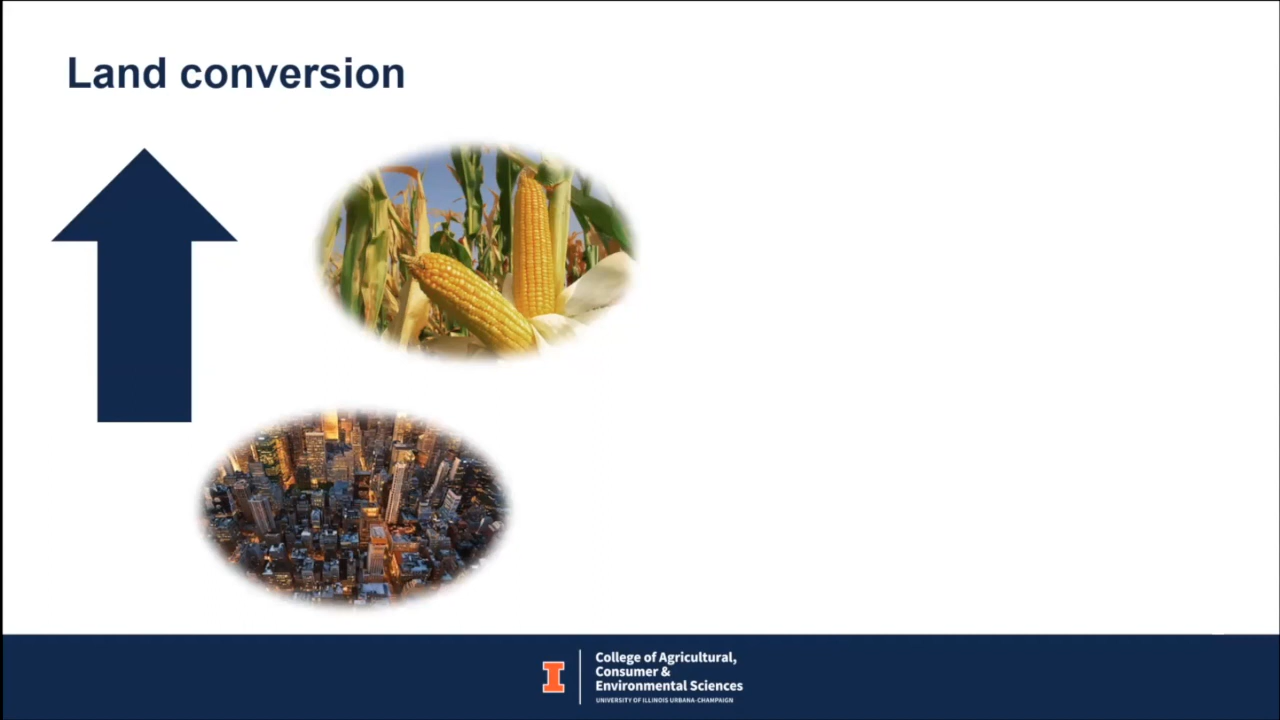 Land conversion
I
College of Agricultural,
Consumer &
Environmental Sciences
UNIVERSITY OF ILLINOIS URBANA-CHAMPAIGN